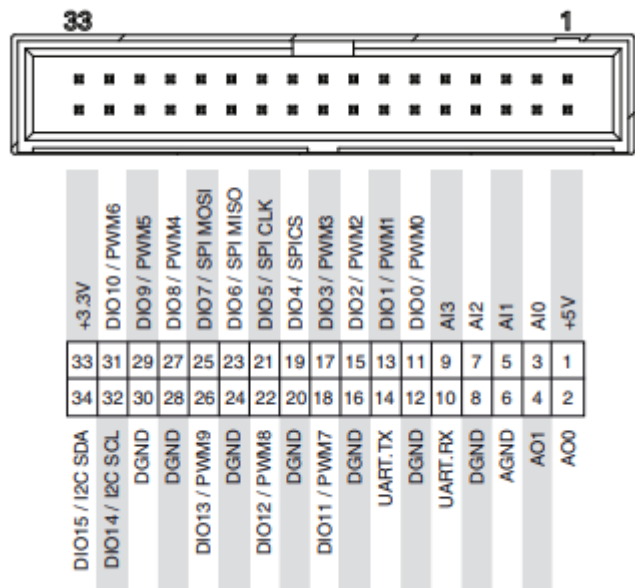 33 1
+3.3V
DIO10 / PWM6
DIO9 / PWM5
DIO8 / PWM4
DIO7 / SPI MOSI
DIO6 / SPI MISO
DIO5 / SPI CLK
DIO4 / SPICS
DIO3 / PWM3
DIO2 / PWM2
DIO1 / PWM1
DIO0 / PWM0
AI3
AI2
AI1
AI0
+5V
33 31 29 27 25 23 21 19 17 15 13 11 9 7 5 3 1
34 32 30 28 26 24 22 20 18 16 14 12 10 8 6 4 2
DIO15 / I2C SDA
DIO14 / I2C SCL
DGND
DGND
DIO13 / PWM9
DGND
DIO12 / PWM8
DGND
DIO11 / PWM7
DGND
UART.TX
DGND
UART.RX
DGND
AGND
AO1
AO0